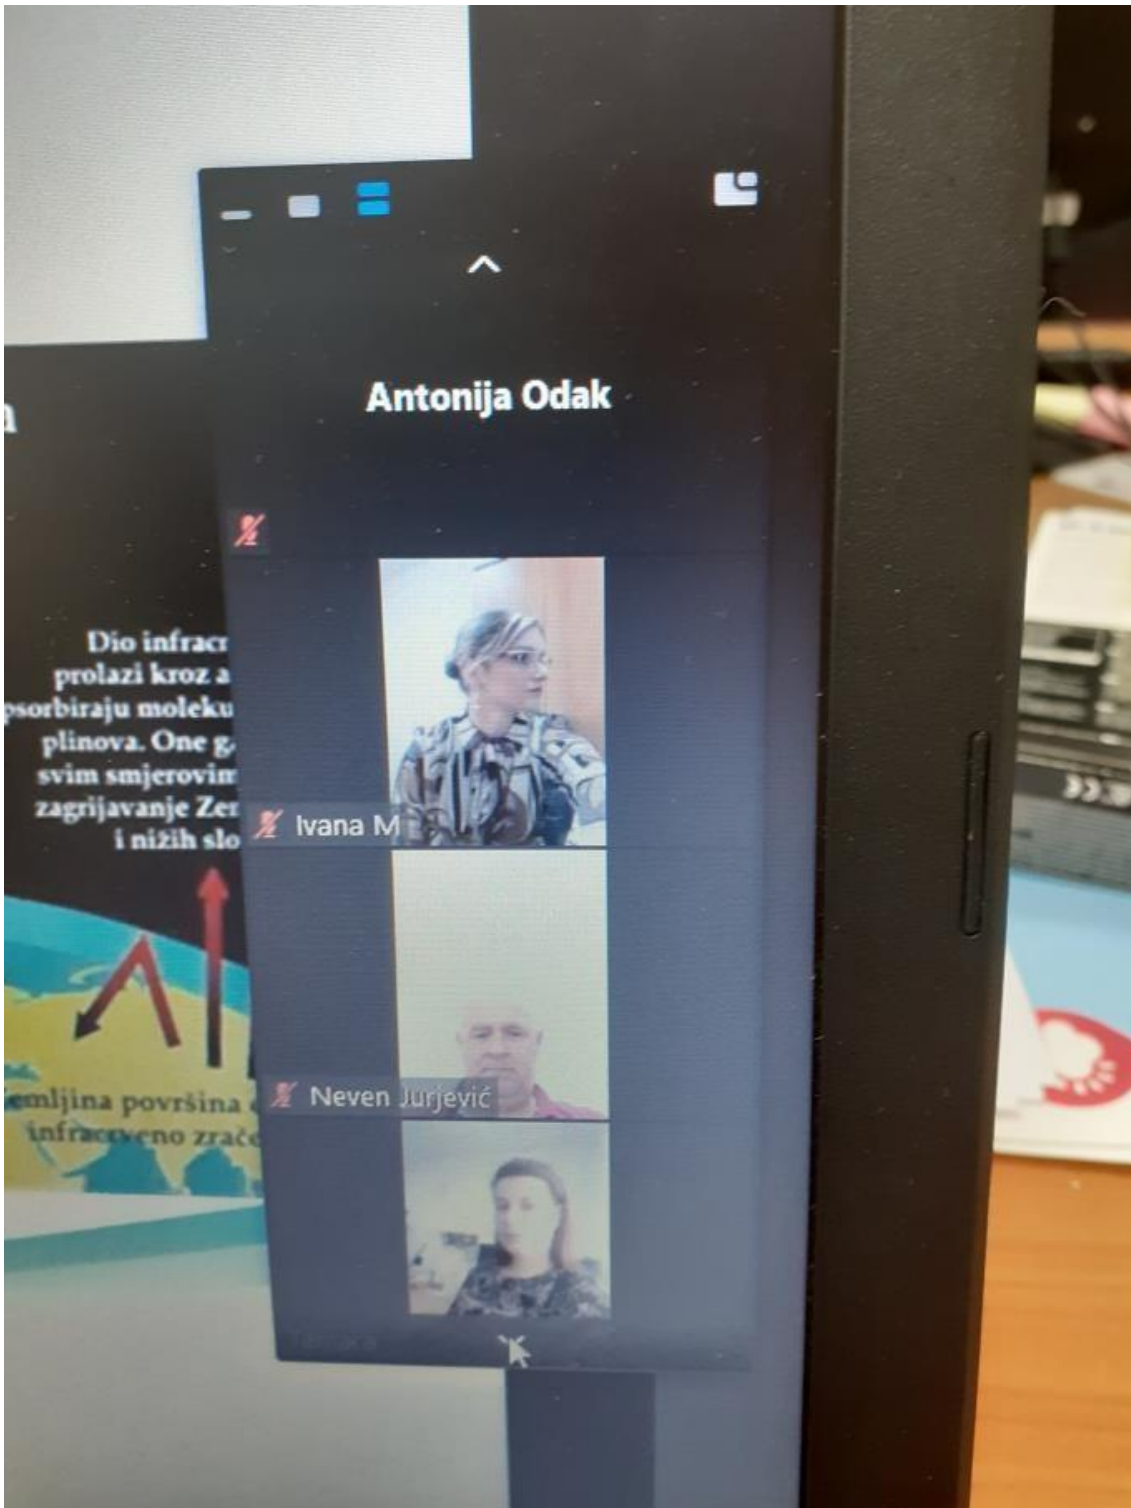 Antonija Odak
Dio infracr
prolazi kroz a
psorbiraju moleku
plinova. One g
svim smjerovim
zagrijavanje Zem
i nižih slo
Ivana M
Neven Jurjević
emljina površina
infracrveno zrače